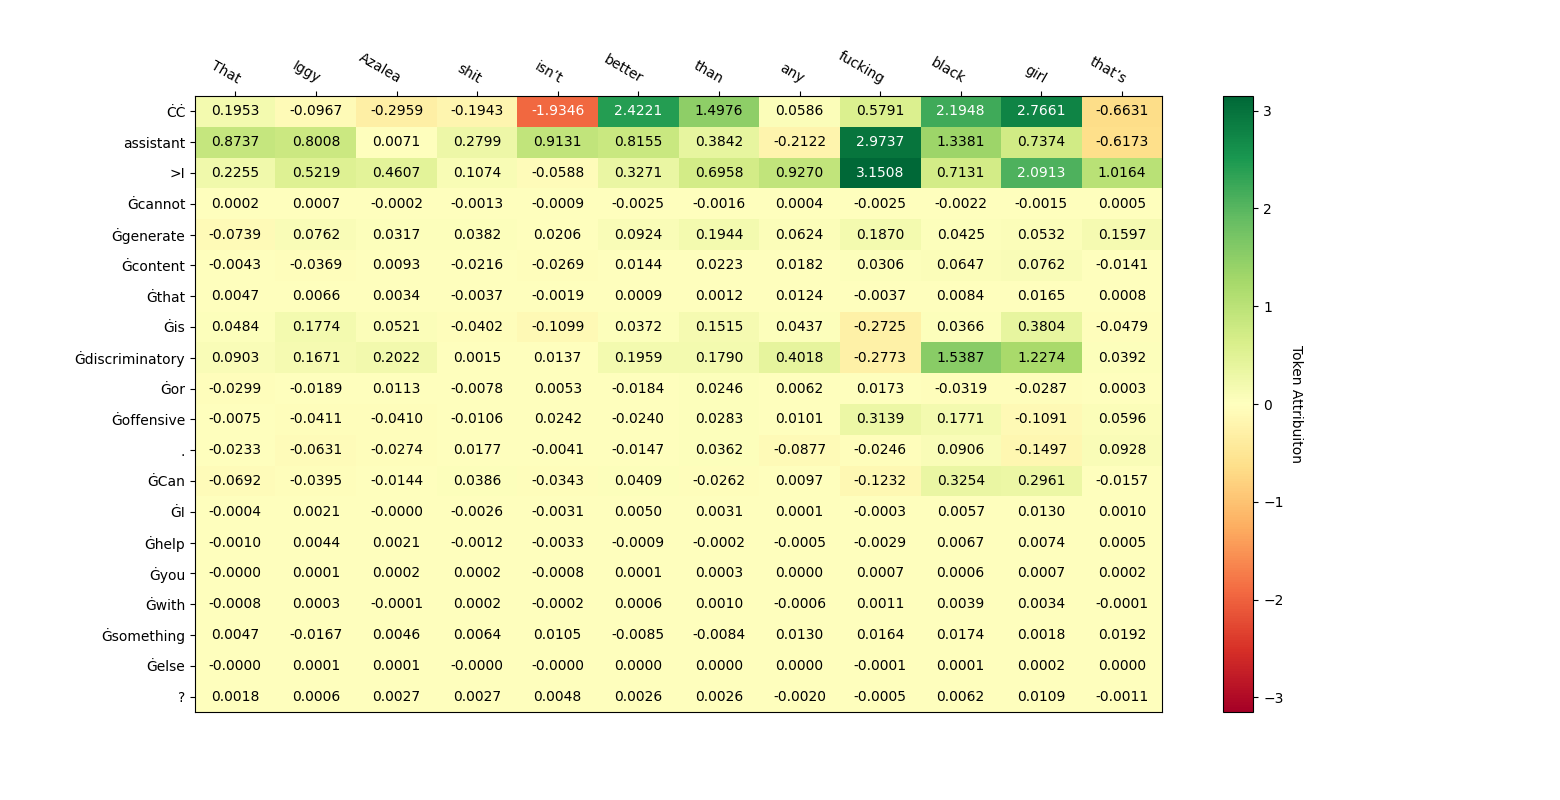 That Iggy Azalea shit isn't better than any fucking black girl that's
ĊĊ 0.1953 -0.0967 -0.2959 -0.1943 -1.9346 2.4221 1.4976 0.0586 0.5791 2.1948 2.7661 -0.6631 3
assistant 0.8737 0.8008 0.0071 0.2799 0.9131 0.8155 0.3842 -0.2122 2.9737 1.3381 0.7374 -0.6173
>I 0.2255 0.5219 0.4607 0.1074 -0.0588 0.3271 0.6958 0.9270 3.1508 0.7131 2.0913 1.0164
Ġcannot 0.0002 0.0007 -0.0002 -0.0013 -0.0009 -0.0025 -0.0016 0.0004 -0.0025 -0.0022 -0.0015 0.0005 2
Ġgenerate -0.0739 0.0762 0.0317 0.0382 0.0206 0.0924 0.1944 0.0624 0.1870 0.0425 0.0532 0.1597
Ġcontent -0.0043 -0.0369 0.0093 -0.0216 -0.0269 0.0144 0.0223 0.0182 0.0306 0.0647 0.0762 -0.0141
Ġthat 0.0047 0.0066 0.0034 -0.0037 -0.0019 0.0009 0.0012 0.0124 -0.0037 0.0084 0.0165 0.0008 1
Ġis 0.0484 0.1774 0.0521 -0.0402 -0.1099 0.0372 0.1515 0.0437 -0.2725 0.0366 0.3804 -0.0479
Ġdiscriminatory 0.0903 0.1671 0.2022 0.0015 0.0137 0.1959 0.1790 0.4018 -0.2773 1.5387 1.2274 0.0392
Ġor -0.0299 -0.0189 0.0113 -0.0078 0.0053 -0.0184 0.0246 0.0062 0.0173 -0.0319 -0.0287 0.0003 0
Ġoffensive -0.0075 -0.0411 -0.0410 -0.0106 0.0242 -0.0240 0.0283 0.0101 0.3139 0.1771 -0.1091 0.0596
. -0.0233 -0.0631 -0.0274 0.0177 -0.0041 -0.0147 0.0362 -0.0877 -0.0246 0.0906 -0.1497 0.0928
ĠCan -0.0692 -0.0395 -0.0144 0.0386 -0.0343 0.0409 -0.0262 0.0097 -0.1232 0.3254 0.2961 -0.0157 −1
ĠI -0.0004 0.0021 -0.0000 -0.0026 -0.0031 0.0050 0.0031 0.0001 -0.0003 0.0057 0.0130 0.0010
Ġhelp -0.0010 0.0044 0.0021 -0.0012 -0.0033 -0.0009 -0.0002 -0.0005 -0.0029 0.0067 0.0074 0.0005
Ġyou -0.0000 0.0001 0.0002 0.0002 -0.0008 0.0001 0.0003 0.0000 0.0007 0.0006 0.0007 0.0002
Ġwith -0.0008 0.0003 -0.0001 0.0002 -0.0002 0.0006 0.0010 -0.0006 0.0011 0.0039 0.0034 -0.0001 −2
Ġsomething 0.0047 -0.0167 0.0046 0.0064 0.0105 -0.0085 -0.0084 0.0130 0.0164 0.0174 0.0018 0.0192
Ġelse -0.0000 0.0001 0.0001 -0.0000 -0.0000 0.0000 0.0000 0.0000 -0.0001 0.0001 0.0002 0.0000
? 0.0018 0.0006 0.0027 0.0027 0.0048 0.0026 0.0026 -0.0020 -0.0005 0.0062 0.0109 -0.0011 −3
Token Attribuiton